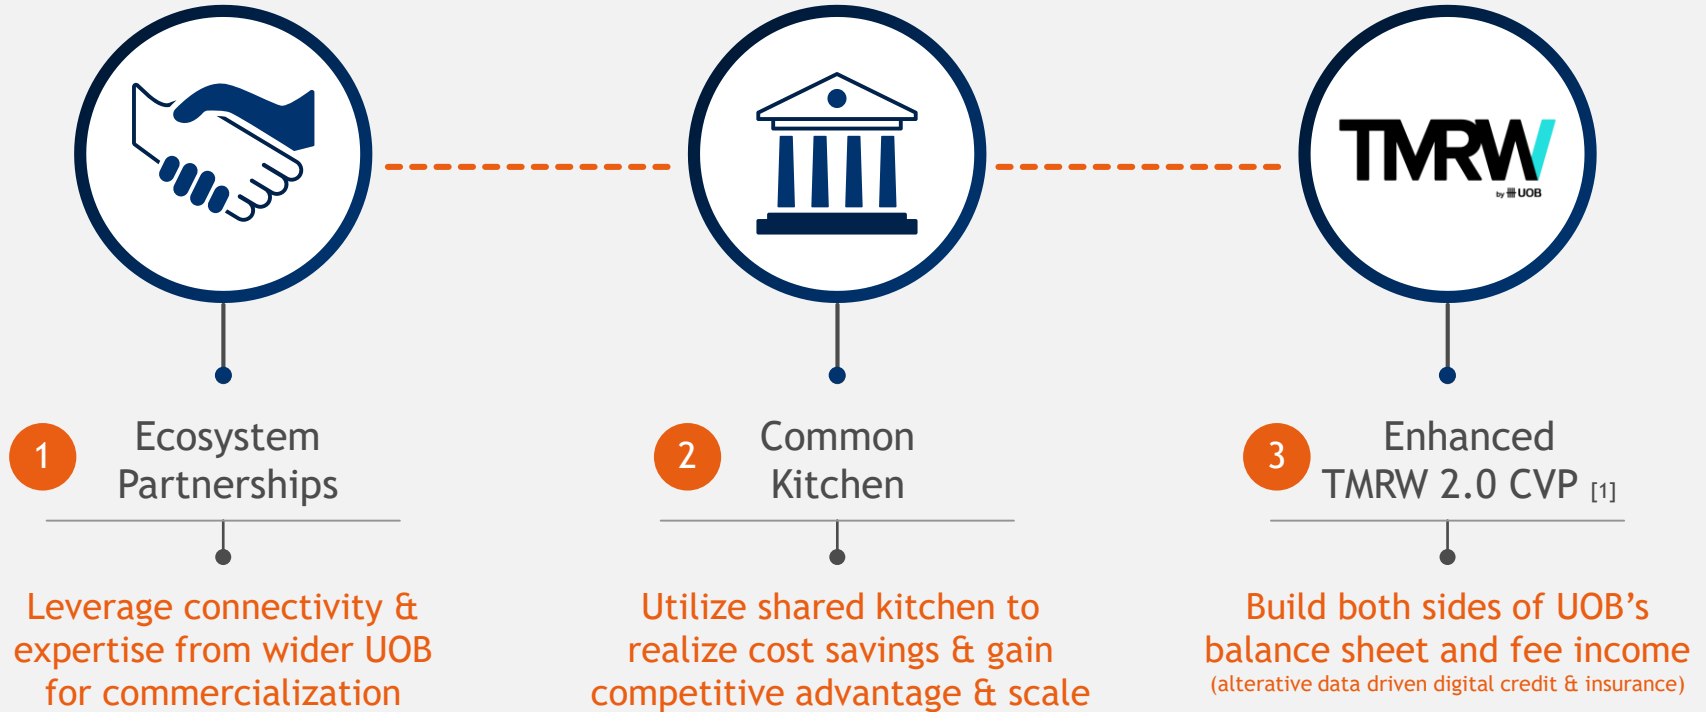 TMRW
by UOB
1
Ecosystem
Partnerships
2
Common
Kitchen
3
Enhanced
TMRW 2.0 CVP [1]
Leverage connectivity &
expertise from wider UOB
for commercialization
Utilize shared kitchen to
realize cost savings & gain
competitive advantage & scale
Build both sides of UOB's
balance sheet and fee income
(alterative data driven digital credit & insurance)